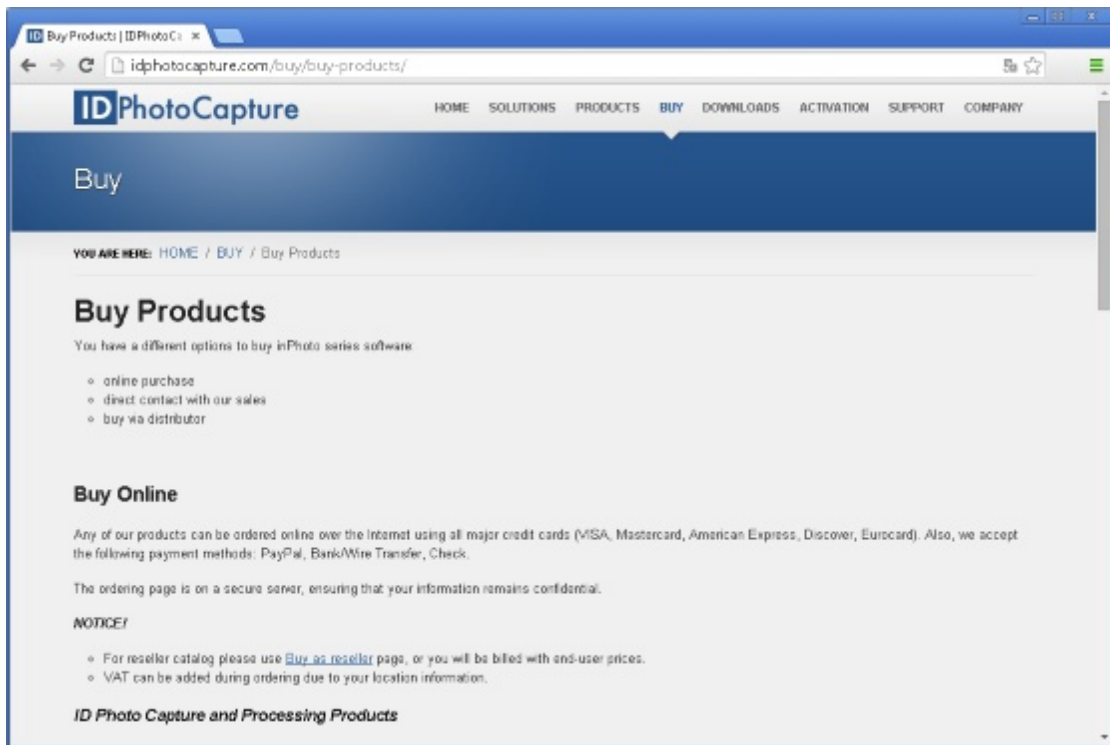 Buy Products | IDPhotoCa
idphotocapture.com/buy/buy-products/
IDPhotoCapture
HOME SOLUTIONS PRODUCTS BUY DOWNLOADS ACTIVATION SUPPORT COMPANY
Buy
YOU ARE HERE: HOME / BUY / Buy Products
Buy Products
You have a different options to buy inPhoto series software:
online purchase
direct contact with our sales
buy via distributor
Buy Online
Any of our products can be ordered online over the Internet using all major credit cards (VISA, Mastercard, American Express, Discover, Eurocard). Also, we accept
the following payment methods: PayPal, Bank/Wire Transfer, Check.
The ordering page is on a secure server, ensuring that your information remains confidential.
NOTICE!
For reseller catalog please use Buy as reseller page, or you will be billed with end-user prices.
VAT can be added during ordering due to your location information.
ID Photo Capture and Processing Products